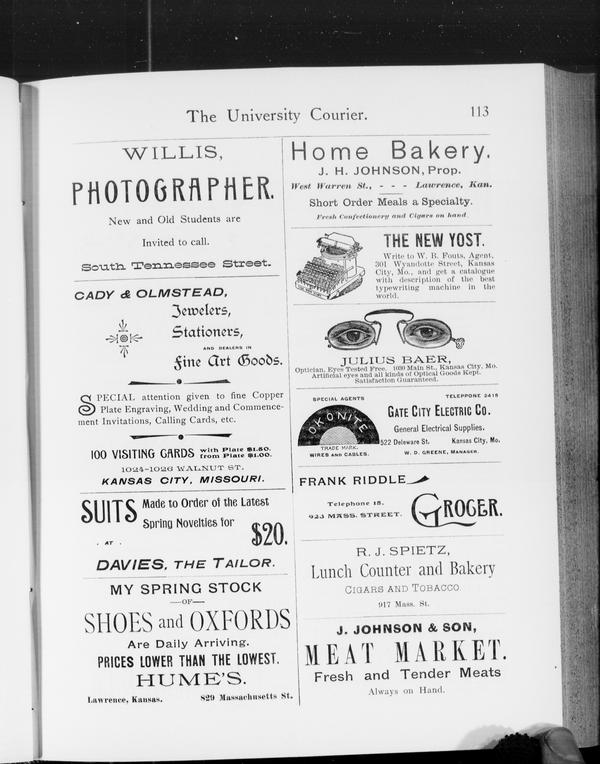 The University Courier.
113
WILLIS,
PHOTOGRAPHER.
New and Old Students are
Invited to call.
South Tennessee Street.
CADY & OLMSTEAD,
Jewelers,
Stationers,
AND DEALERS IN
Fine Art Goods.
SPECIAL attention given to fine Copper
Plate Engraving, Wedding and Commence-
ment Invitations, Calling Cards, etc.
100 VISITING CARDS with Plate $1.50.
from Plate $1.00.
1024-1026 WALNUT ST.
KANSAS CITY, MISSOURI.
SUITS Made to Order of the Latest
Spring Novelties for
. AT .
$20.
DAVIES, THE TAILOR.
MY SPRING STOCK
—OF—
SHOES and OXFORDS
Are Daily Arriving.
PRICES LOWER THAN THE LOWEST.
HUME'S.
Lawrence, Kansas. 829 Massachusetts St.
Home Bakery.
J. H. JOHNSON, Prop.
West Warren St., - - - Lawrence, Kan.
Short Order Meals a Specialty.
Fresh Confectionery and Cigars on hand.
THE NEW YOST.
Write to W. B. Fouts, Agent,
301 Wyandotte Street, Kansas
City, Mo., and get a catalogue
with description of the best
typewriting machine in the
world.
JULIUS BAER,
Optician, Eyes Tested Free. 1030 Main St., Kansas City, Mo.
Artificial eyes and all kinds of Optical Goods Kept.
Satisfaction Guaranteed.
SPECIAL AGENTS
OKONITE
TRADE MARK.
WIRES AND CABLES.
TELEPPONE 2415
GATE CITY ELECTRIC CO.
General Electrical Supplies.
522 Deleware St. Kansas City, Mo.
W. D. GREENE, MANAGER.
FRANK RIDDLE
Telephone 15.
923 MASS. STREET.
GROCER.
R. J. SPIETZ,
Lunch Counter and Bakery
CIGARS AND TOBACCO
917 Mass. St.
J. JOHNSON & SON,
MEAT MARKET.
Fresh and Tender Meats
Always on Hand.